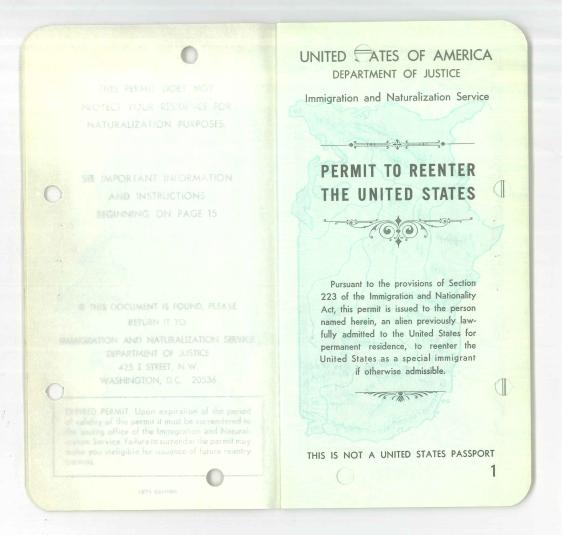 THIS PERMIT DOES NOT
PROTECT YOUR RESIDENCE FOR
NATURALIZATION PURPOSES.
SEE IMPORTANT INFORMATION
AND INSTRUCTIONS
BEGINNING ON PAGE 15
IF THIS DOCUMENT IS FOUND, PLEASE
RETURN IT TO
IMMIGRATION AND NATURALIZATION SERVICE
DEPARTMENT OF JUSTICE
425 I STREET, N.W.
WASHINGTON, D.C. 20536
EXPIRED PERMIT. Upon expiration of the period
of validity of the permit it must be surrendered to
the issuing office of the Immigration and Natural-
ization Service. Failure to surrender the permit may
make you ineligible for issuance of future reentry
permits.
EDITION
UNITED ATES OF AMERICA
DEPARTMENT OF JUSTICE
Immigration and Naturalization Service
PERMIT TO REENTER
THE UNITED STATES
Pursuant to the provisions of Section
223 of the Immigration and Nationality
Act, this permit is issued to the person
named herein, an alien previously law-
fully admitted to the United States for
permanent residence, to reenter the
United States as a special immigrant
if otherwise admissible.
THIS IS NOT A UNITED STATES PASSPORT
1